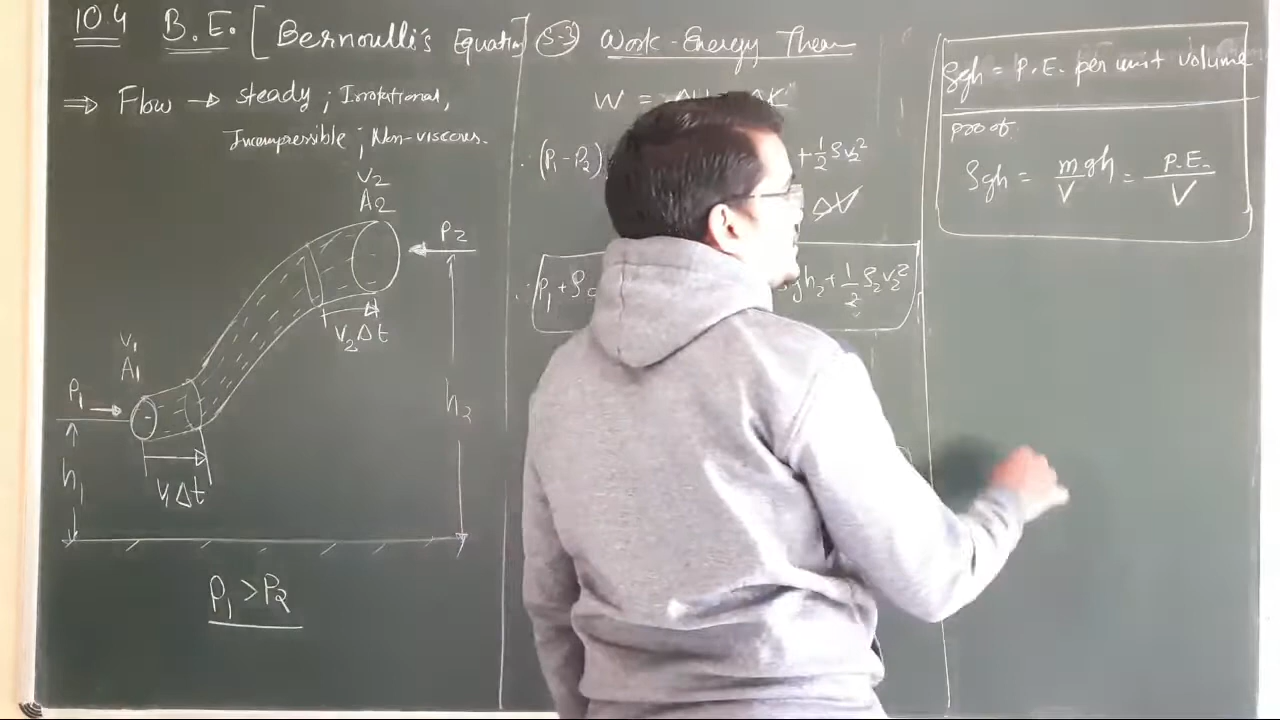 10.4 B.E. [Bernoulli's Equation]
⇒ Flow → steady ; Irrotational,
Incompressible ; Non-viscous.
V2
A2
P2
V2Δt
V1
A1
P1
h1
V1Δt
h2
P1 > P2
S-3 Work-Energy Theam
W =
∴ (P1 - P2)
+ 1/2 ρv2²
ΔV
∴ P1 + ρ
gh2 + 1/2 ρ2v2²
ρgh = P.E. per unit volume
proof:
ρgh = mgh/V = P.E./V